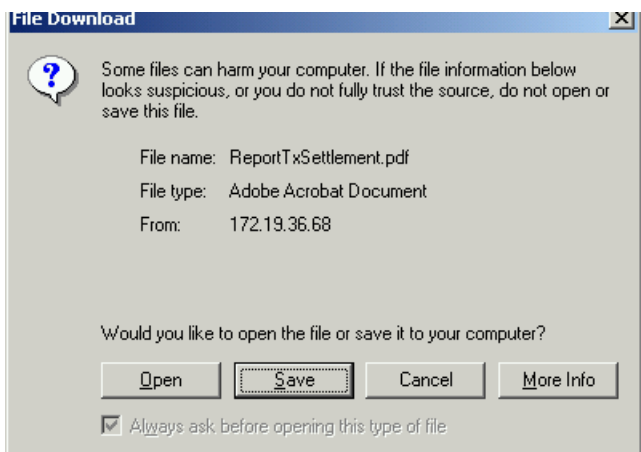 File Download
Some files can harm your computer. If the file information below
looks suspicious, or you do not fully trust the source, do not open or
save this file.
File name: ReportTxSettlement.pdf
File type: Adobe Acrobat Document
From: 172.19.36.68
Would you like to open the file or save it to your computer?
Open Save Cancel More Info
Always ask before opening this type of file